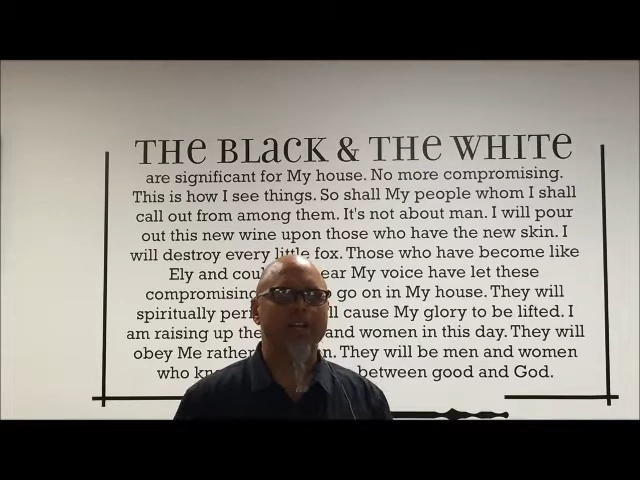 THE BLACK & THE WHITE
are significant for My house. No more compromising.
This is how I see things. So shall My people whom I shall
call out from among them. It's not about man. I will pour
out this new wine upon those who have the new skin. I
will destroy every little fox. Those who have become like
Ely and ear My voice have let these
compromising go on in My house. They will
spiritually cause My glory to be lifted. I
am raising up the and women in this day. They will
obey Me rather They will be men and women
who between good and God.